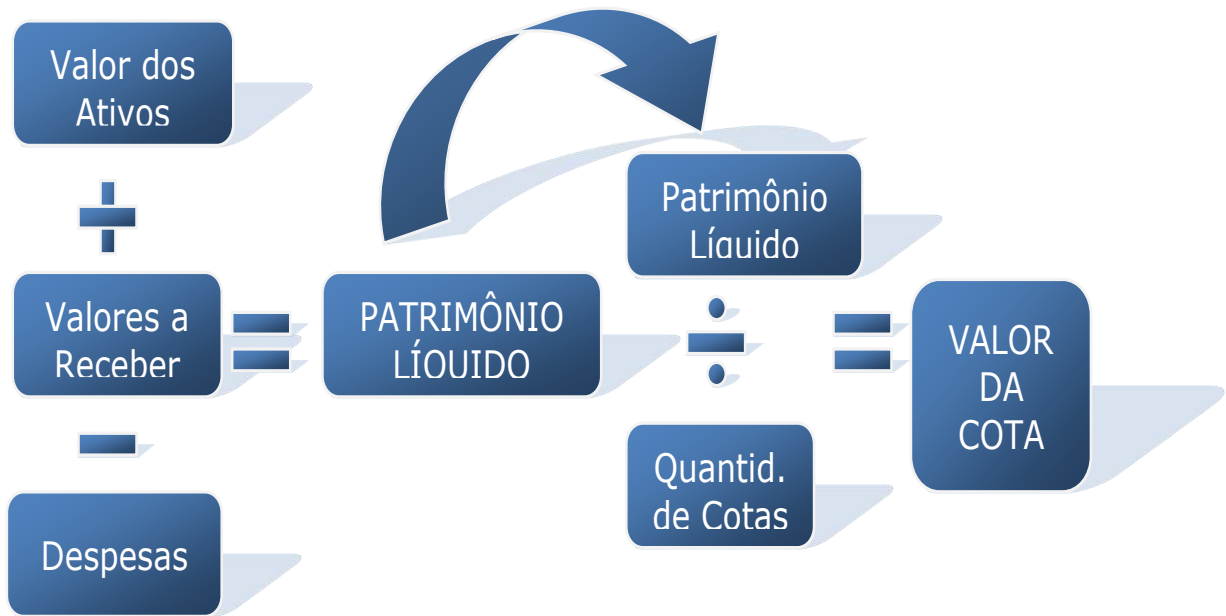 Valor dos
Ativos
Valores a
Receber
Despesas
PATRIMÔNIO
LÍQUIDO
Patrimônio
Líquido
Quantid.
de Cotas
VALOR
DA
COTA